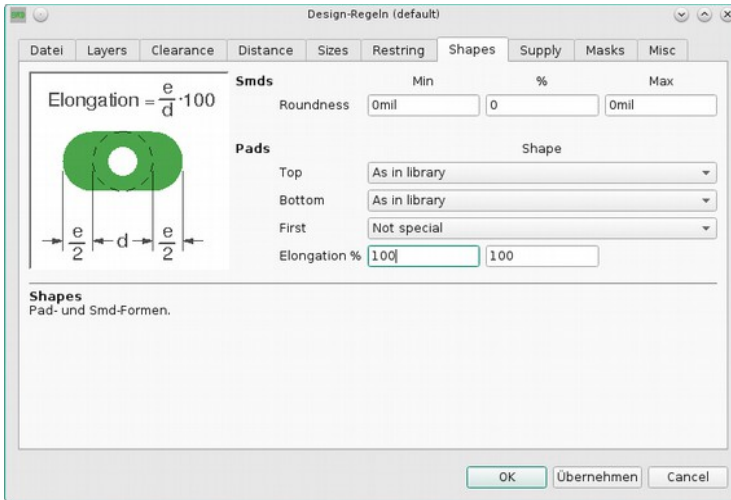 BRD
Design-Regeln (default)
Datei Layers Clearance Distance Sizes Restring Shapes Supply Masks Misc
Elongation = e/d ·100
e/2 d e/2
Smds Min % Max
Roundness 0mil 0 0mil
Pads Shape
Top As in library
Bottom As in library
First Not special
Elongation % 100 100
Shapes
Pad- und Smd-Formen.
OK Übernehmen Cancel